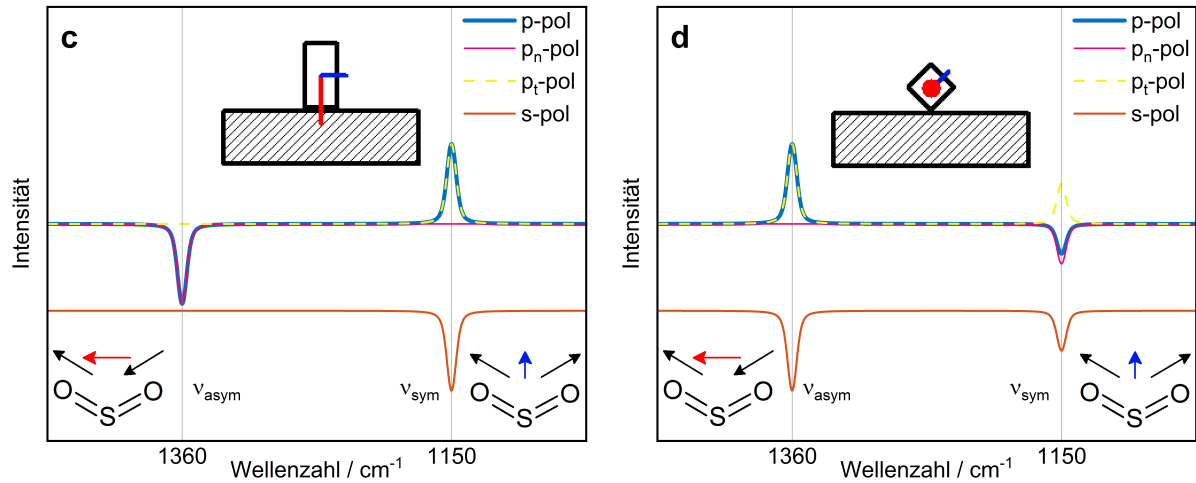 c
p-pol
pn-pol
pt-pol
s-pol
Intensität
O
O
S
νasym
νsym
O
O
S
1360
1150
Wellenzahl / cm-1
d
p-pol
pn-pol
pt-pol
s-pol
Intensität
O
O
S
νasym
νsym
O
O
S
1360
1150
Wellenzahl / cm-1